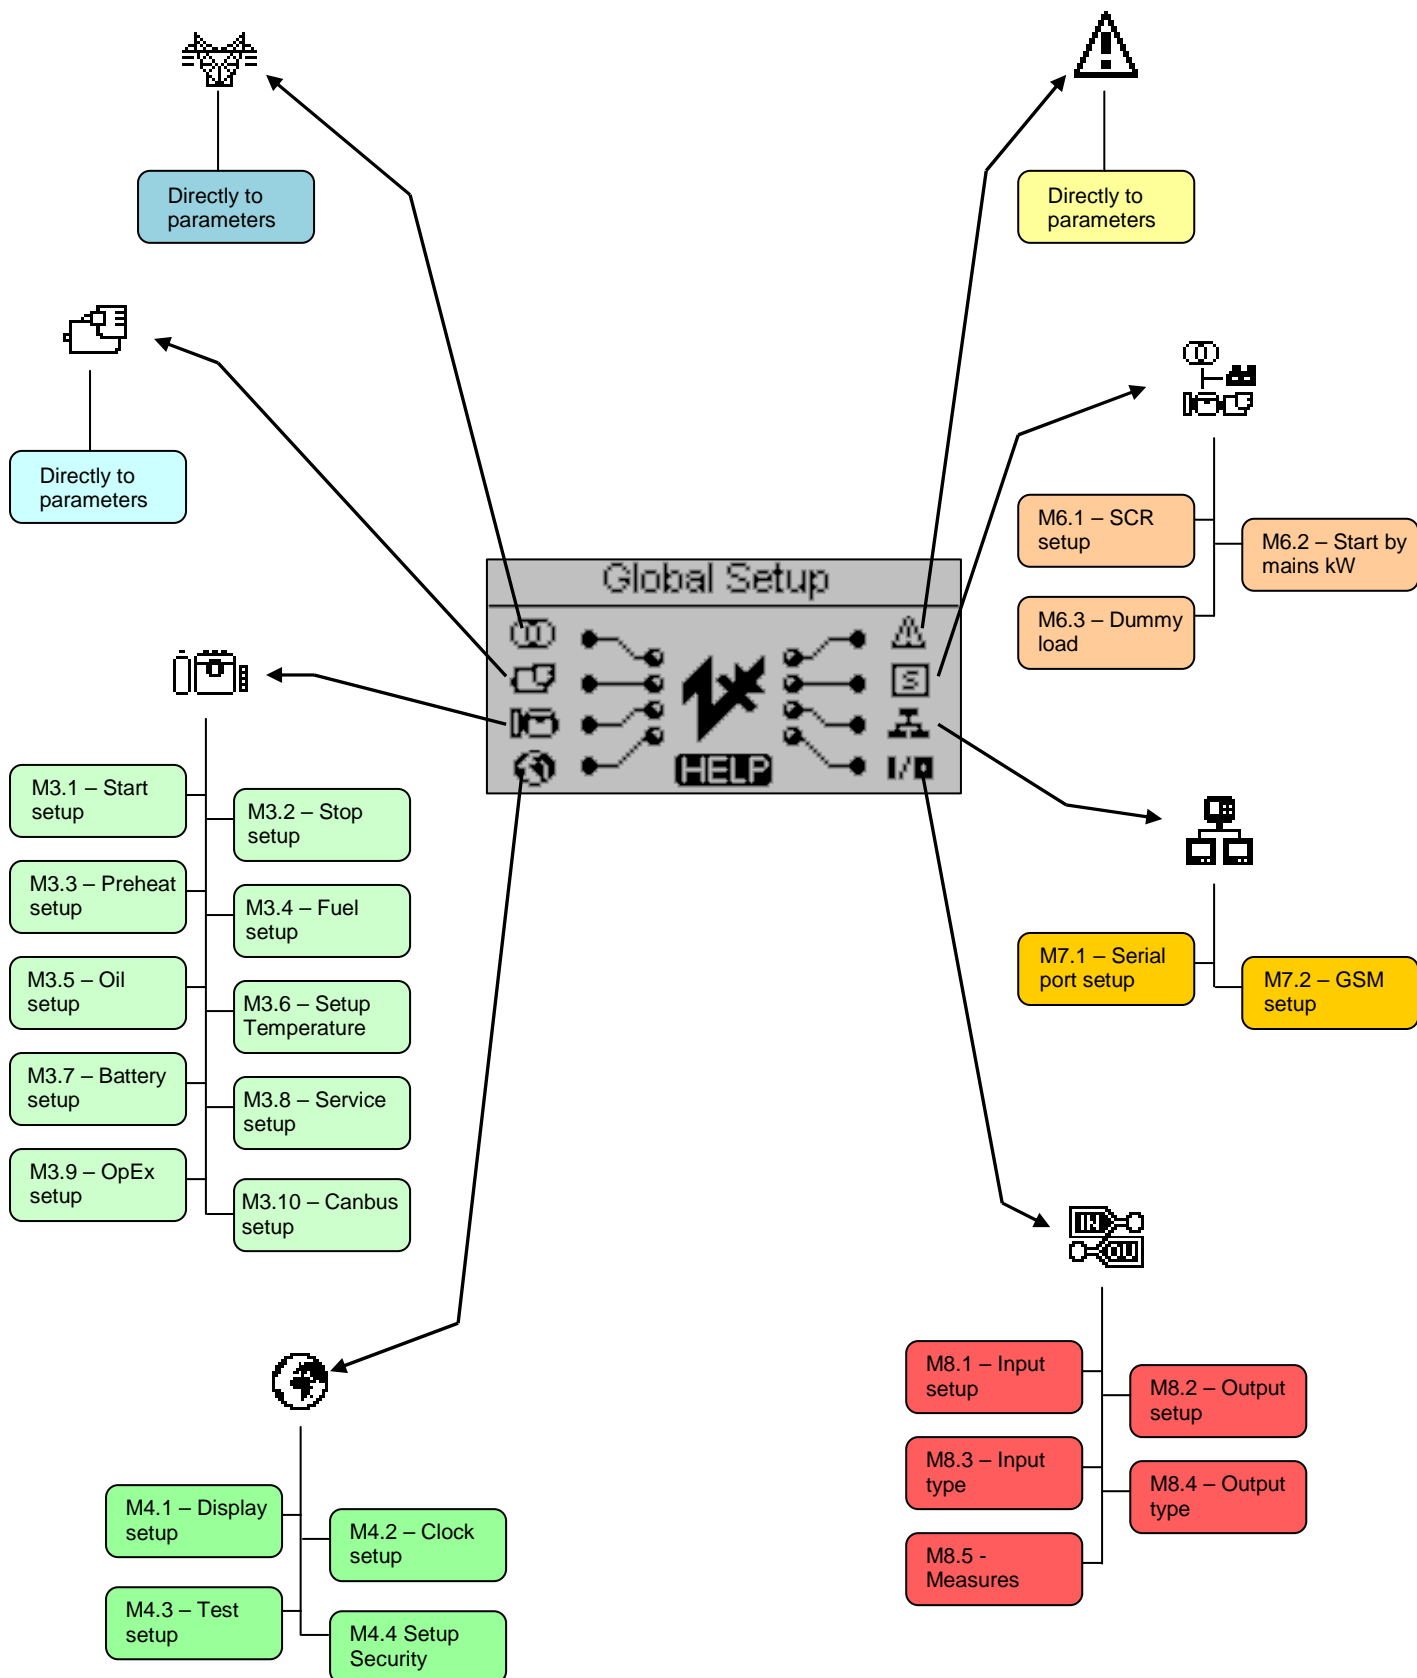 Directly to
parameters
Directly to
parameters
Directly to
parameters
M6.1 – SCR
setup
M6.2 – Start by
mains kW
M6.3 – Dummy
load
Global Setup
S
HELP
I/O
M3.1 – Start
setup
M3.2 – Stop
setup
M3.3 – Preheat
setup
M3.4 – Fuel
setup
M3.5 – Oil
setup
M3.6 – Setup
Temperature
M3.7 – Battery
setup
M3.8 – Service
setup
M3.9 – OpEx
setup
M3.10 – Canbus
setup
M7.1 – Serial
port setup
M7.2 – GSM
setup
IN
OU
M8.1 – Input
setup
M8.2 – Output
setup
M8.3 – Input
type
M8.4 – Output
type
M8.5 -
Measures
M4.1 – Display
setup
M4.2 – Clock
setup
M4.3 – Test
setup
M4.4 Setup
Security